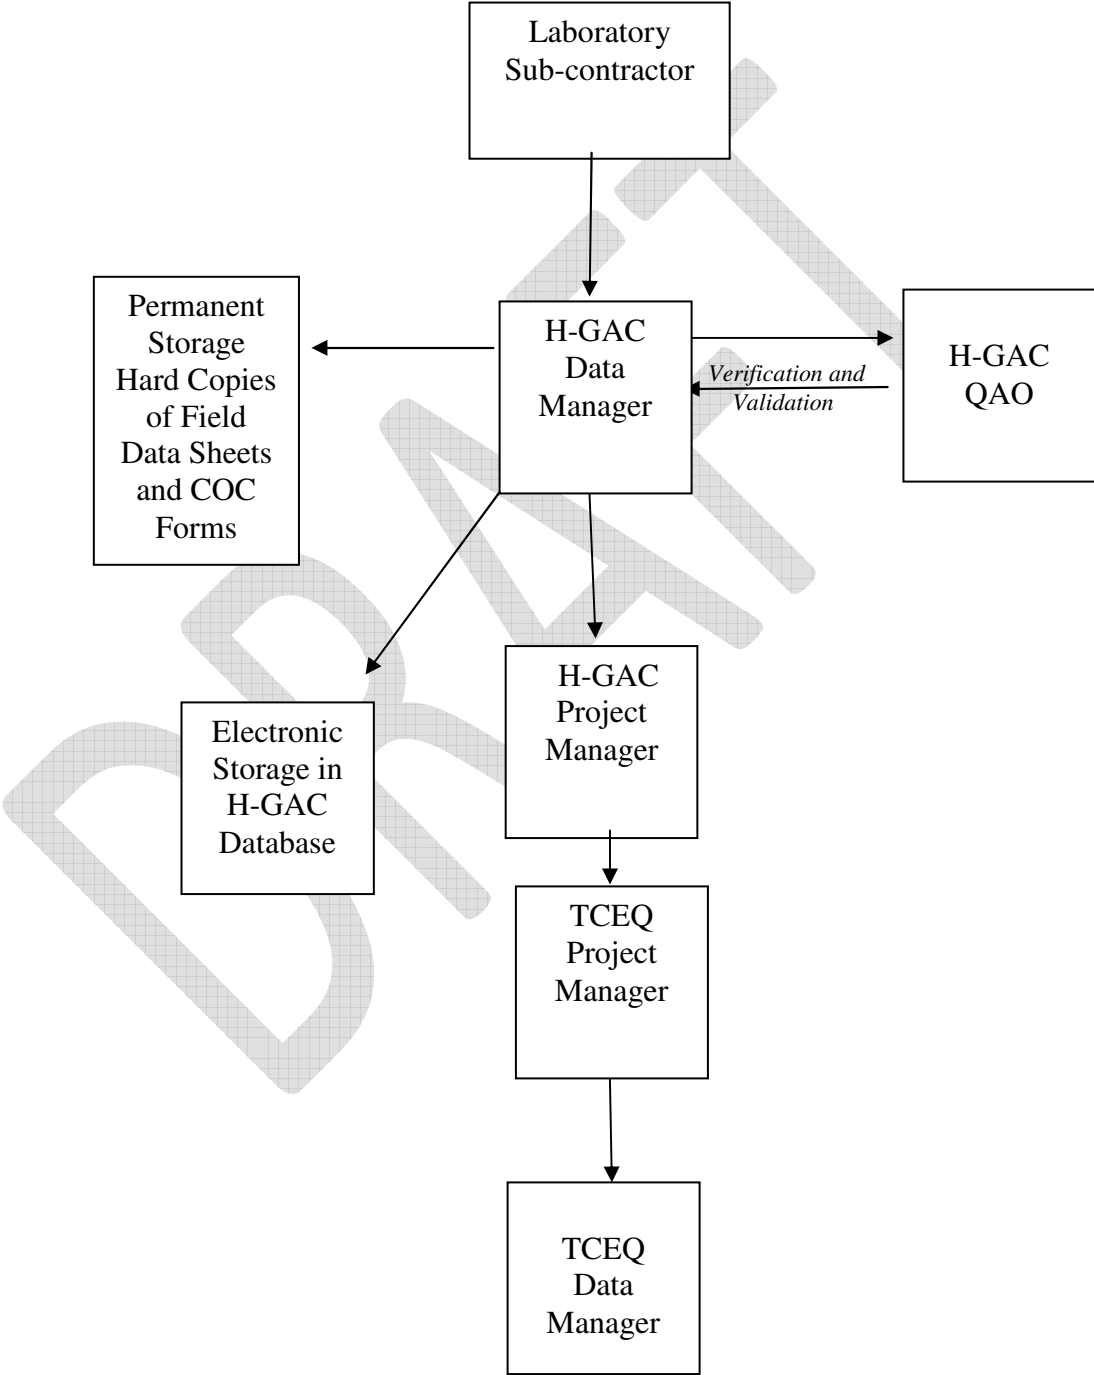 Laboratory
Sub-contractor
Permanent
Storage
Hard Copies
of Field
Data Sheets
and COC
Forms
H-GAC
Data
Manager
Verification and
Validation
H-GAC
QAO
Electronic
Storage in
H-GAC
Database
H-GAC
Project
Manager
TCEQ
Project
Manager
TCEQ
Data
Manager
DRAFT